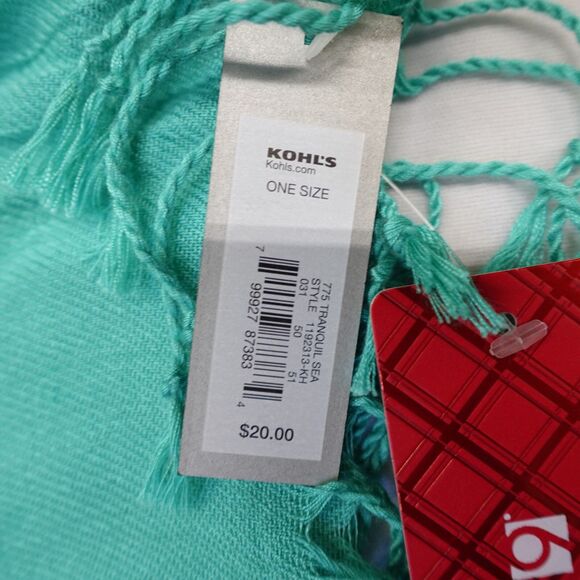 KOHL'S
Kohls.com
ONE SIZE
775 TRANQUIL SEA
STYLE 1192313-KH
031 50 51
7 99927 87383 4
$20.00